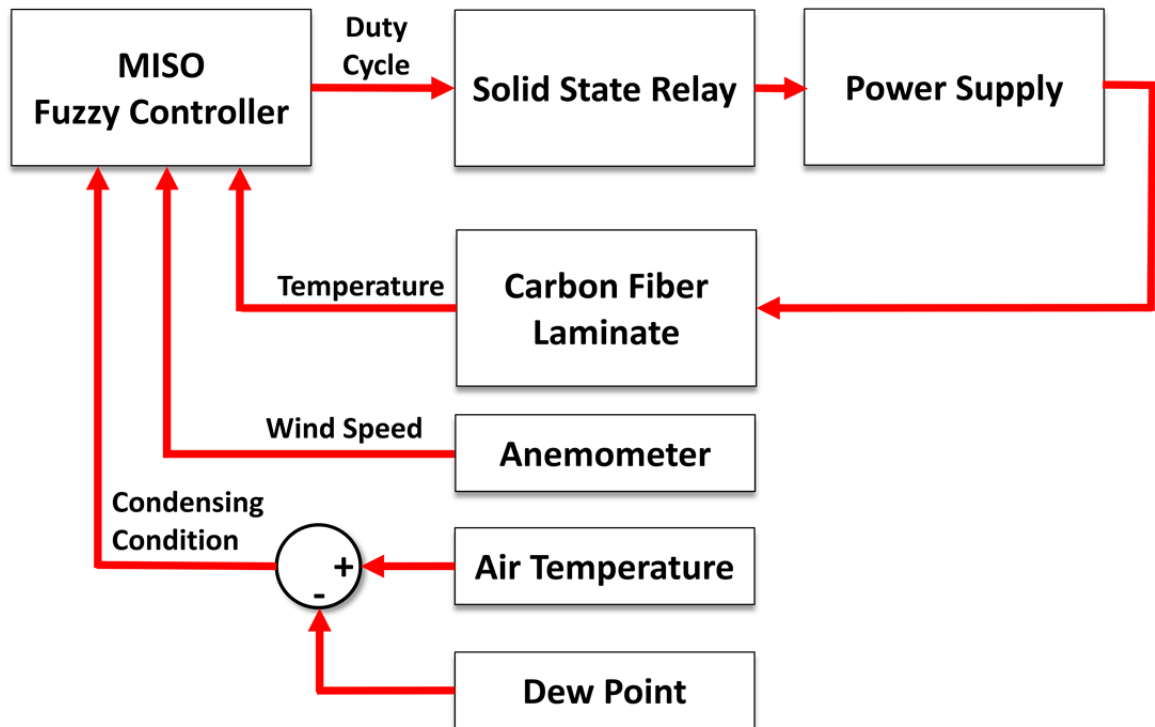 MISO
Fuzzy Controller
Duty
Cycle
Solid State Relay
Power Supply
Temperature
Carbon Fiber
Laminate
Wind Speed
Anemometer
Condensing
Condition
+
-
Air Temperature
Dew Point